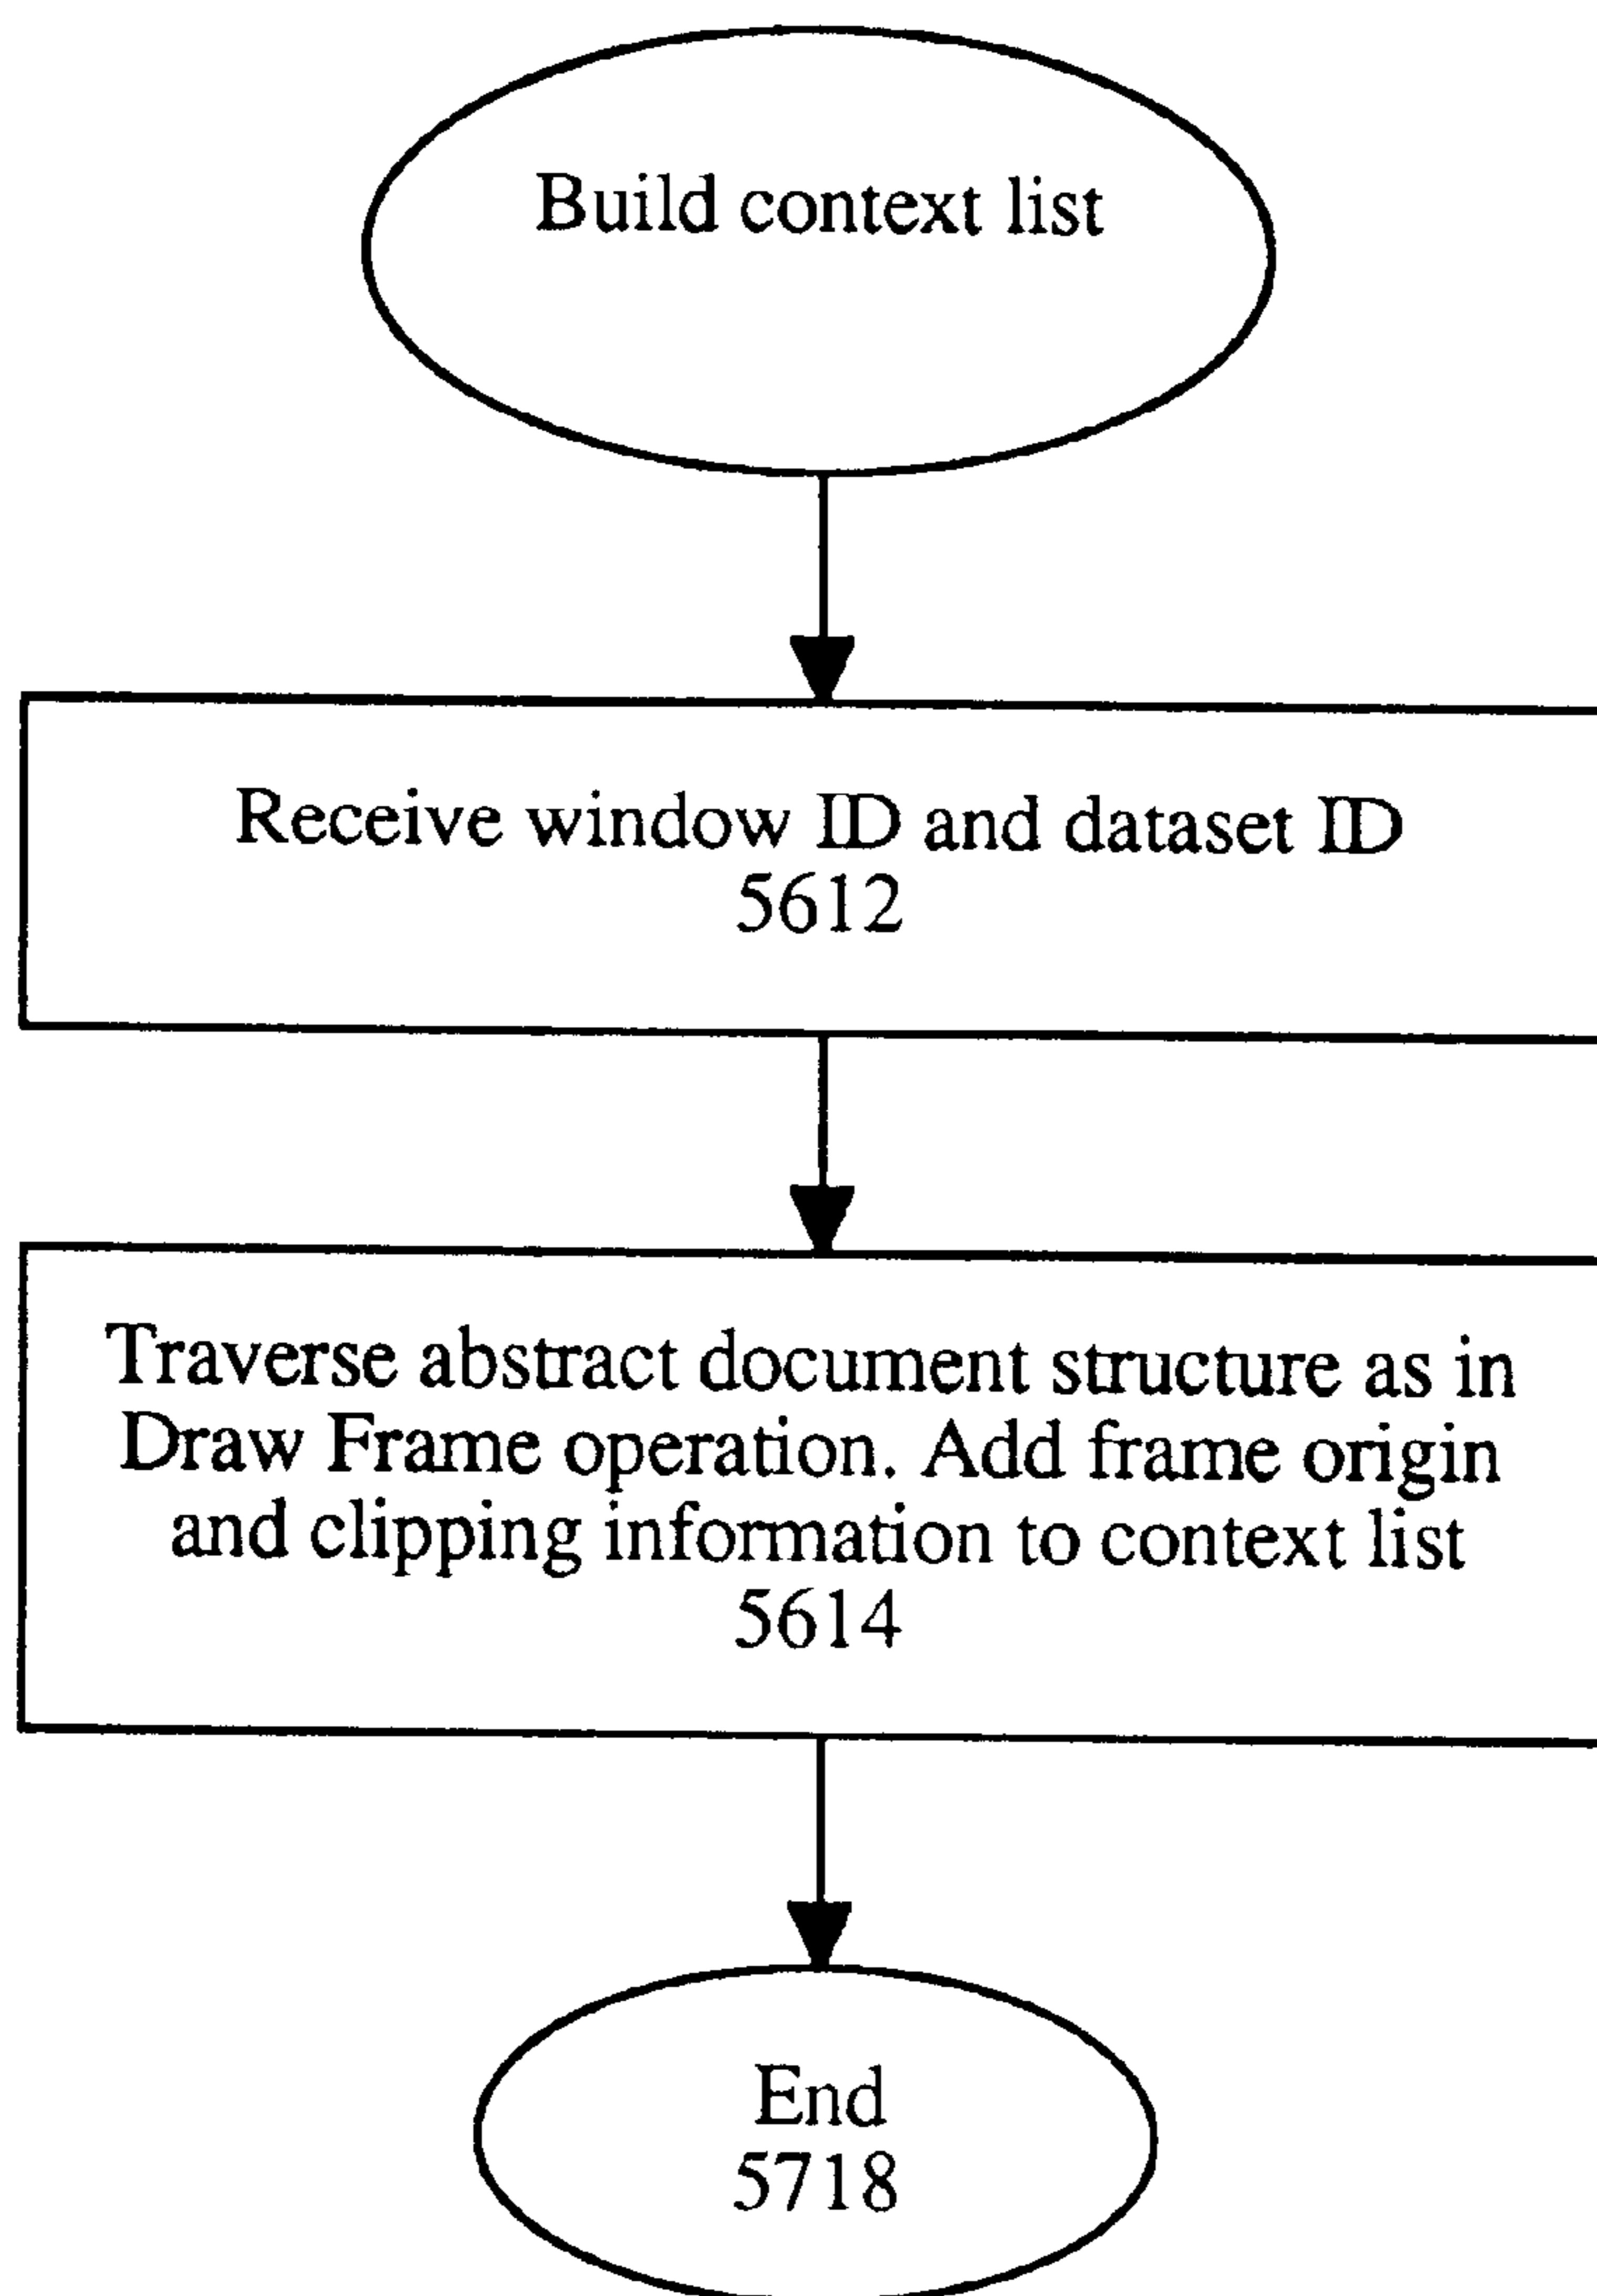 Build context list
Receive window ID and dataset ID
5612
Traverse abstract document structure as in
Draw Frame operation. Add frame origin
and clipping information to context list
5614
End
5718